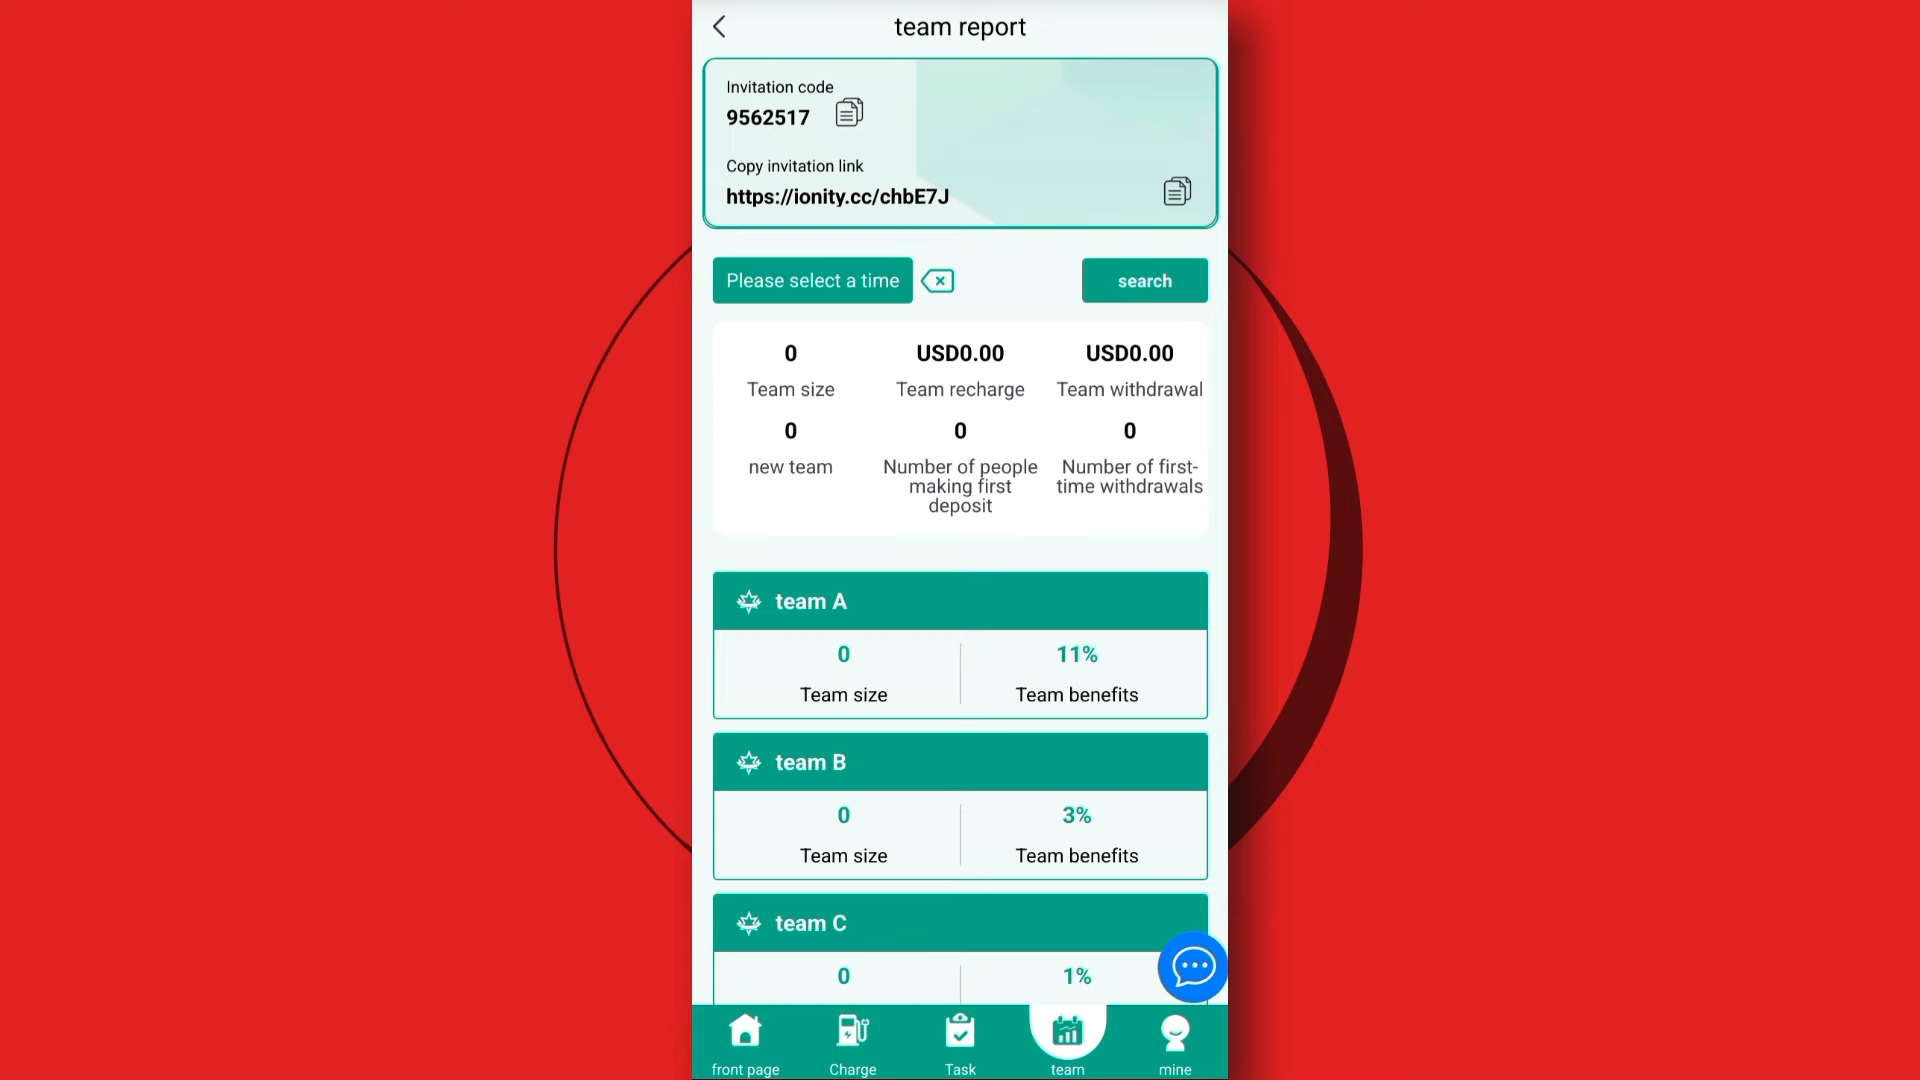 team report
Invitation code
9562517
Copy invitation link
https://ionity.cc/chbE7J
Please select a time
search
0 USD0.00 USD0.00
Team size Team recharge Team withdrawal
0 0 0
new team Number of people Number of first-
making first time withdrawals
deposit
team A
0 11%
Team size Team benefits
team B
0 3%
Team size Team benefits
team C
0 1%
front page Charge Task team mine